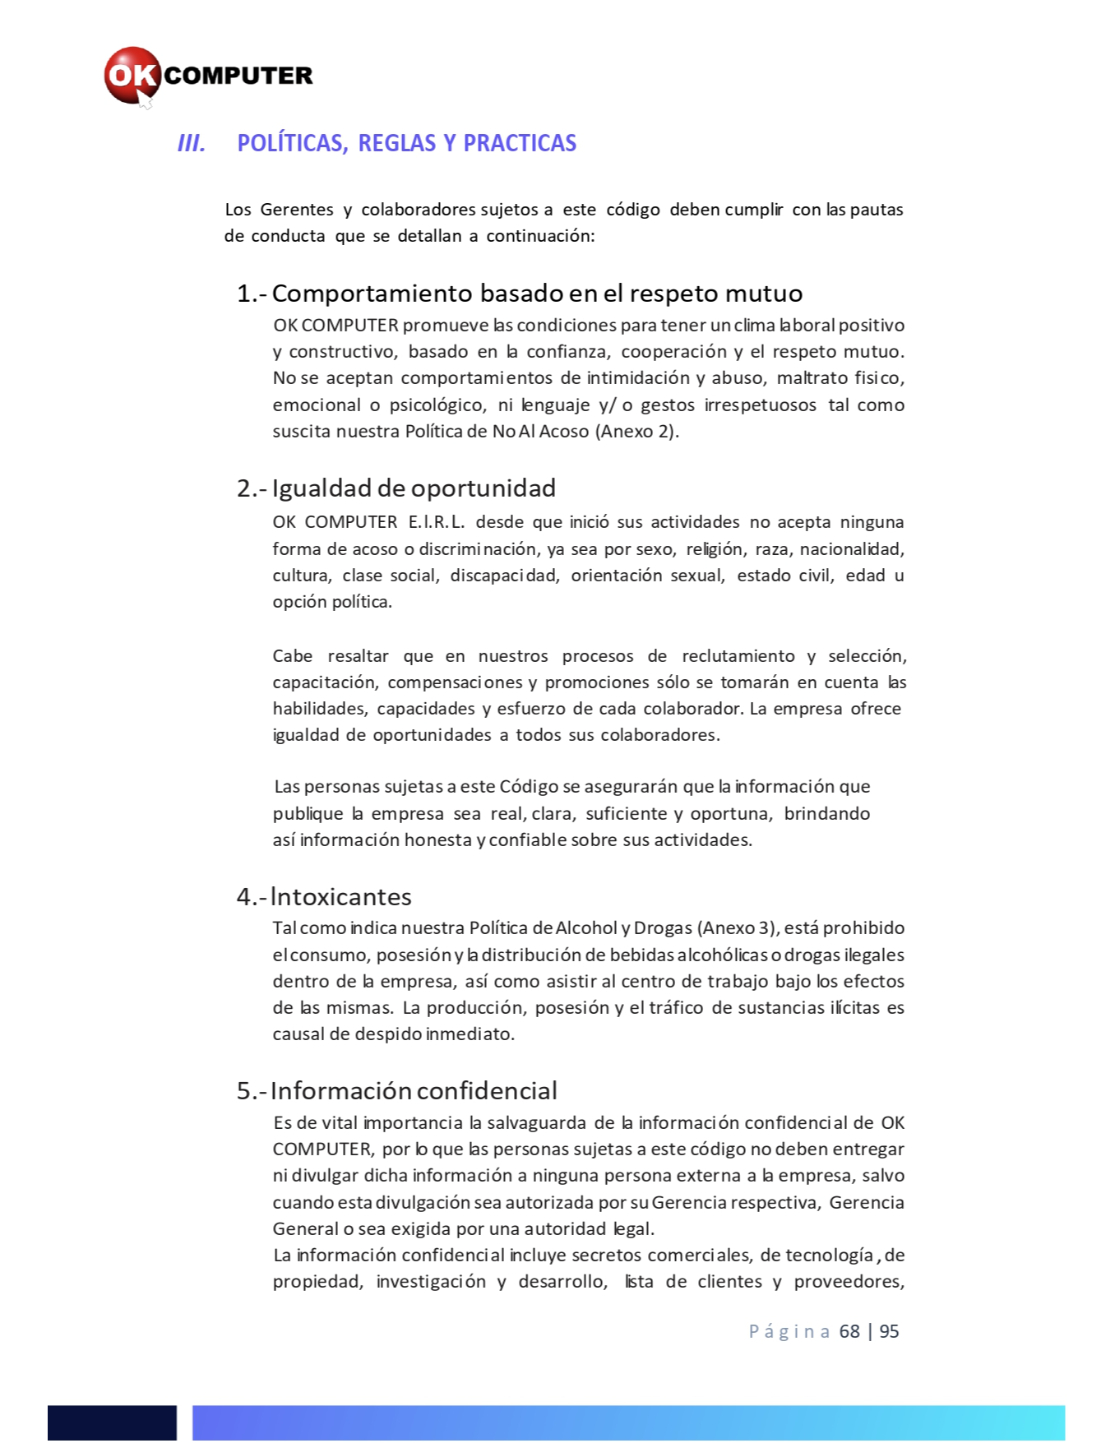 OK COMPUTER
III. POLÍTICAS, REGLAS Y PRACTICAS
Los Gerentes y colaboradores sujetos a este código deben cumplir con las pautas
de conducta que se detallan a continuación:
1.- Comportamiento basado en el respeto mutuo
OK COMPUTER promueve las condiciones para tener un clima laboral positivo
y constructivo, basado en la confianza, cooperación y el respeto mutuo.
No se aceptan comportamientos de intimidación y abuso, maltrato fisico,
emocional o psicológico, ni lenguaje y/ o gestos irrespetuosos tal como
suscita nuestra Política de No Al Acoso (Anexo 2).
2.- Igualdad de oportunidad
OK COMPUTER E.I.R.L. desde que inició sus actividades no acepta ninguna
forma de acoso o discriminación, ya sea por sexo, religión, raza, nacionalidad,
cultura, clase social, discapacidad, orientación sexual, estado civil, edad u
opción política.
Cabe resaltar que en nuestros procesos de reclutamiento y selección,
capacitación, compensaciones y promociones sólo se tomarán en cuenta las
habilidades, capacidades y esfuerzo de cada colaborador. La empresa ofrece
igualdad de oportunidades a todos sus colaboradores.
Las personas sujetas a este Código se asegurarán que la información que
publique la empresa sea real, clara, suficiente y oportuna, brindando
así información honesta y confiable sobre sus actividades.
4.- Intoxicantes
Tal como indica nuestra Política de Alcohol y Drogas (Anexo 3), está prohibido
el consumo, posesión y la distribución de bebidas alcohólicas o drogas ilegales
dentro de la empresa, así como asistir al centro de trabajo bajo los efectos
de las mismas. La producción, posesión y el tráfico de sustancias ilícitas es
causal de despido inmediato.
5.- Información confidencial
Es de vital importancia la salvaguarda de la información confidencial de OK
COMPUTER, por lo que las personas sujetas a este código no deben entregar
ni divulgar dicha información a ninguna persona externa a la empresa, salvo
cuando esta divulgación sea autorizada por su Gerencia respectiva, Gerencia
General o sea exigida por una autoridad legal.
La información confidencial incluye secretos comerciales, de tecnología, de
propiedad, investigación y desarrollo, lista de clientes y proveedores,
Página 68 | 95